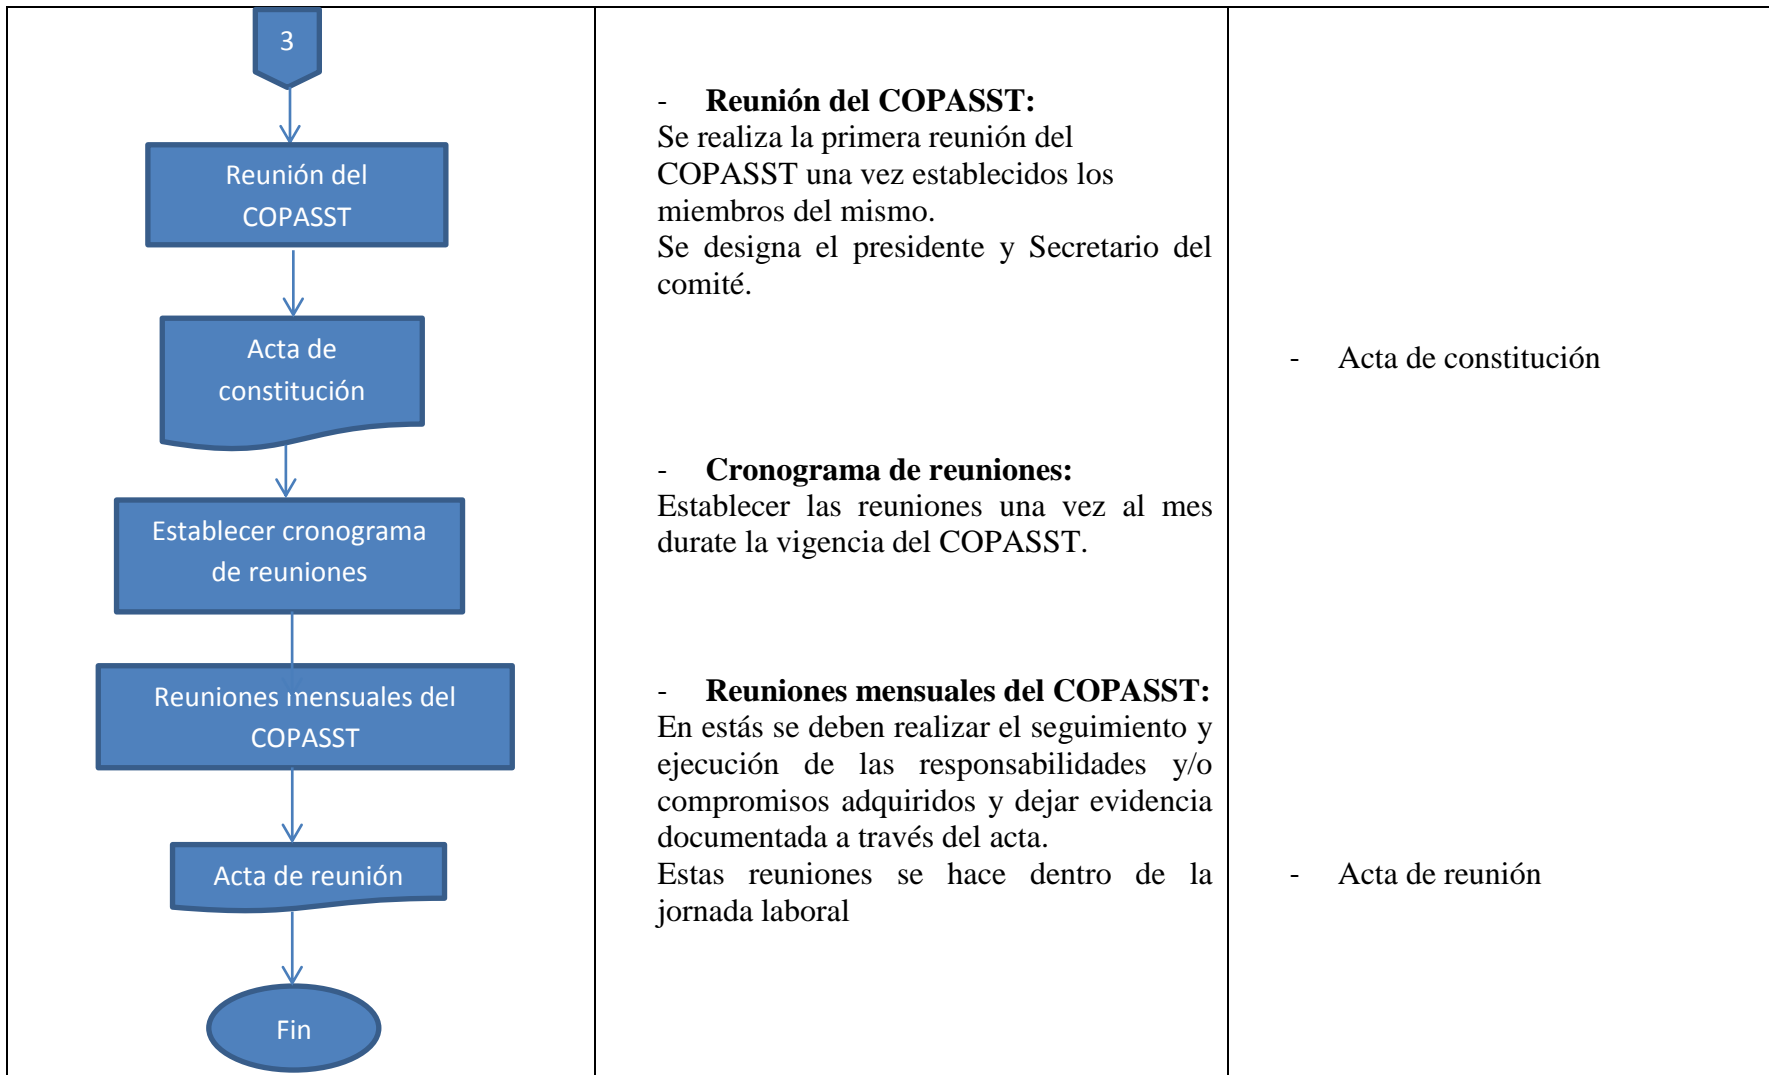 3
Reunión del
COPASST
Acta de
constitución
Establecer cronograma
de reuniones
Reuniones mensuales del
COPASST
Acta de reunión
Fin
- Reunión del COPASST:
Se realiza la primera reunión del
COPASST una vez establecidos los
miembros del mismo.
Se designa el presidente y Secretario del
comité.
- Cronograma de reuniones:
Establecer las reuniones una vez al mes
durate la vigencia del COPASST.
- Reuniones mensuales del COPASST:
En estás se deben realizar el seguimiento y
ejecución de las responsabilidades y/o
compromisos adquiridos y dejar evidencia
documentada a través del acta.
Estas reuniones se hace dentro de la
jornada laboral
- Acta de constitución
- Acta de reunión